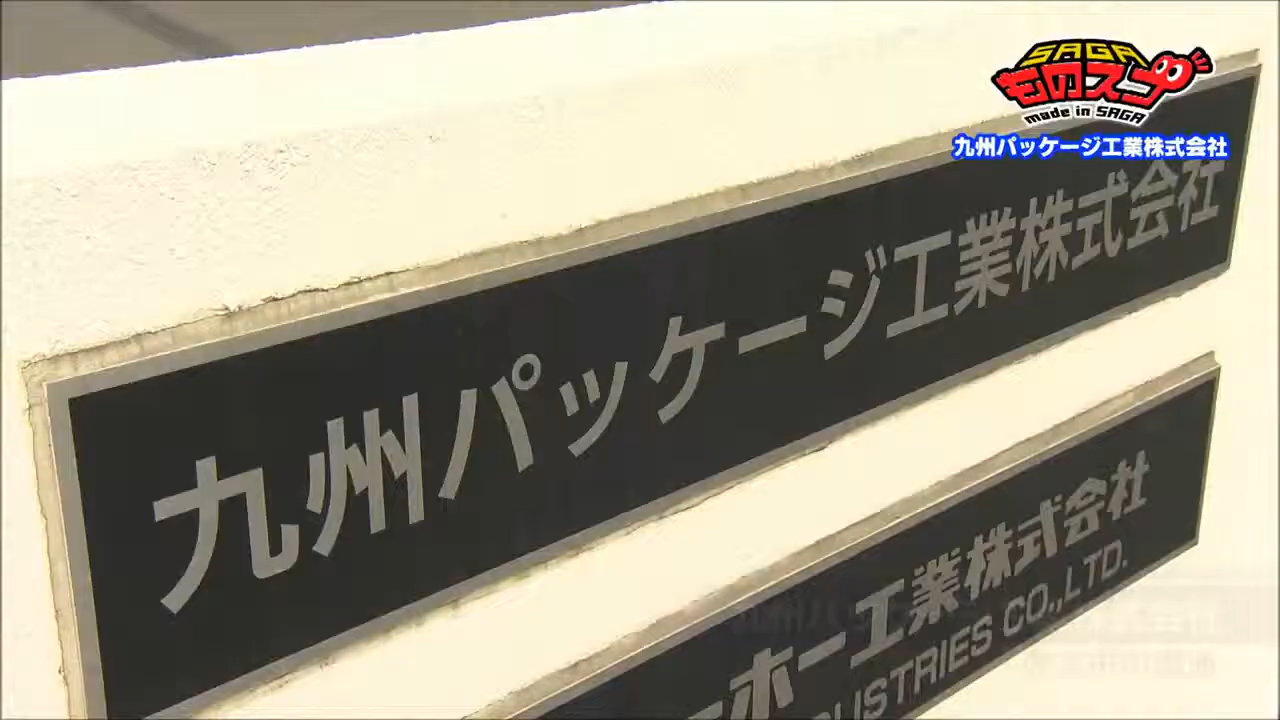 SAGA
ものスプ
made in SAGA
九州パッケージ工業株式会社
九州パッケージ工業株式会社
ホー工業株式会社
USTRIES CO.,LTD.